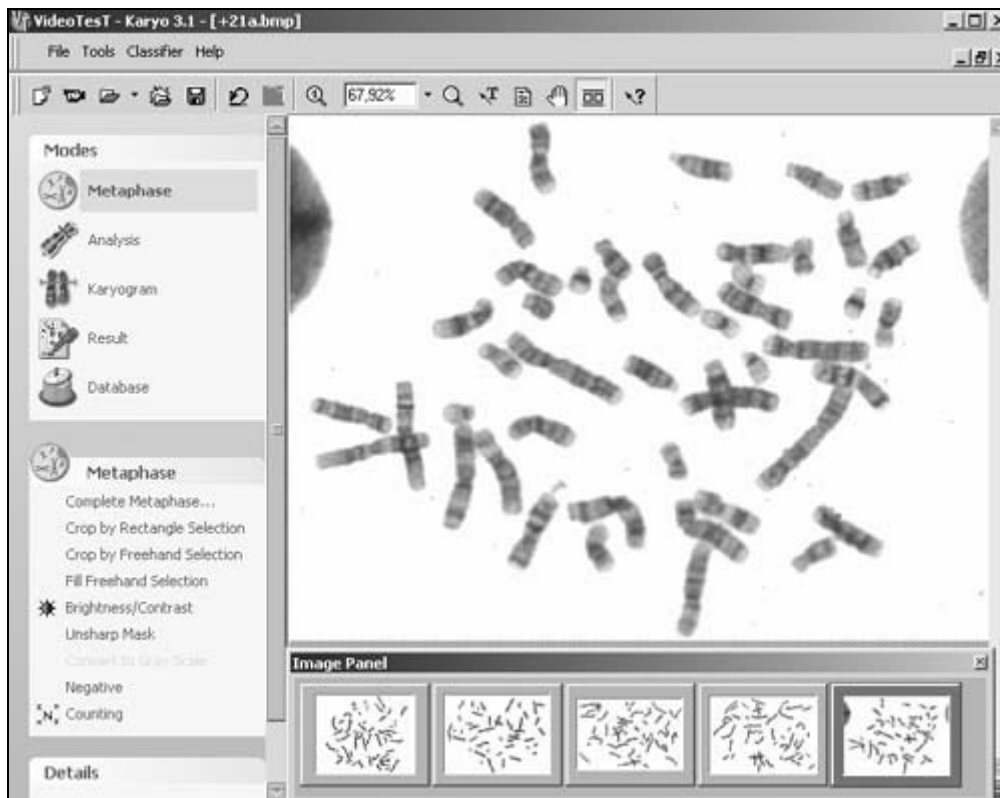 VideoTesT - Karyo 3.1 - [+21a.bmp]
File Tools Classifier Help
67,92%
Modes
Metaphase
Analysis
Karyogram
Result
Database
Metaphase
Complete Metaphase...
Crop by Rectangle Selection
Crop by Freehand Selection
Fill Freehand Selection
Brightness/Contrast
Unsharp Mask
Convert to Gray Scale
Negative
Counting
Details
Image Panel